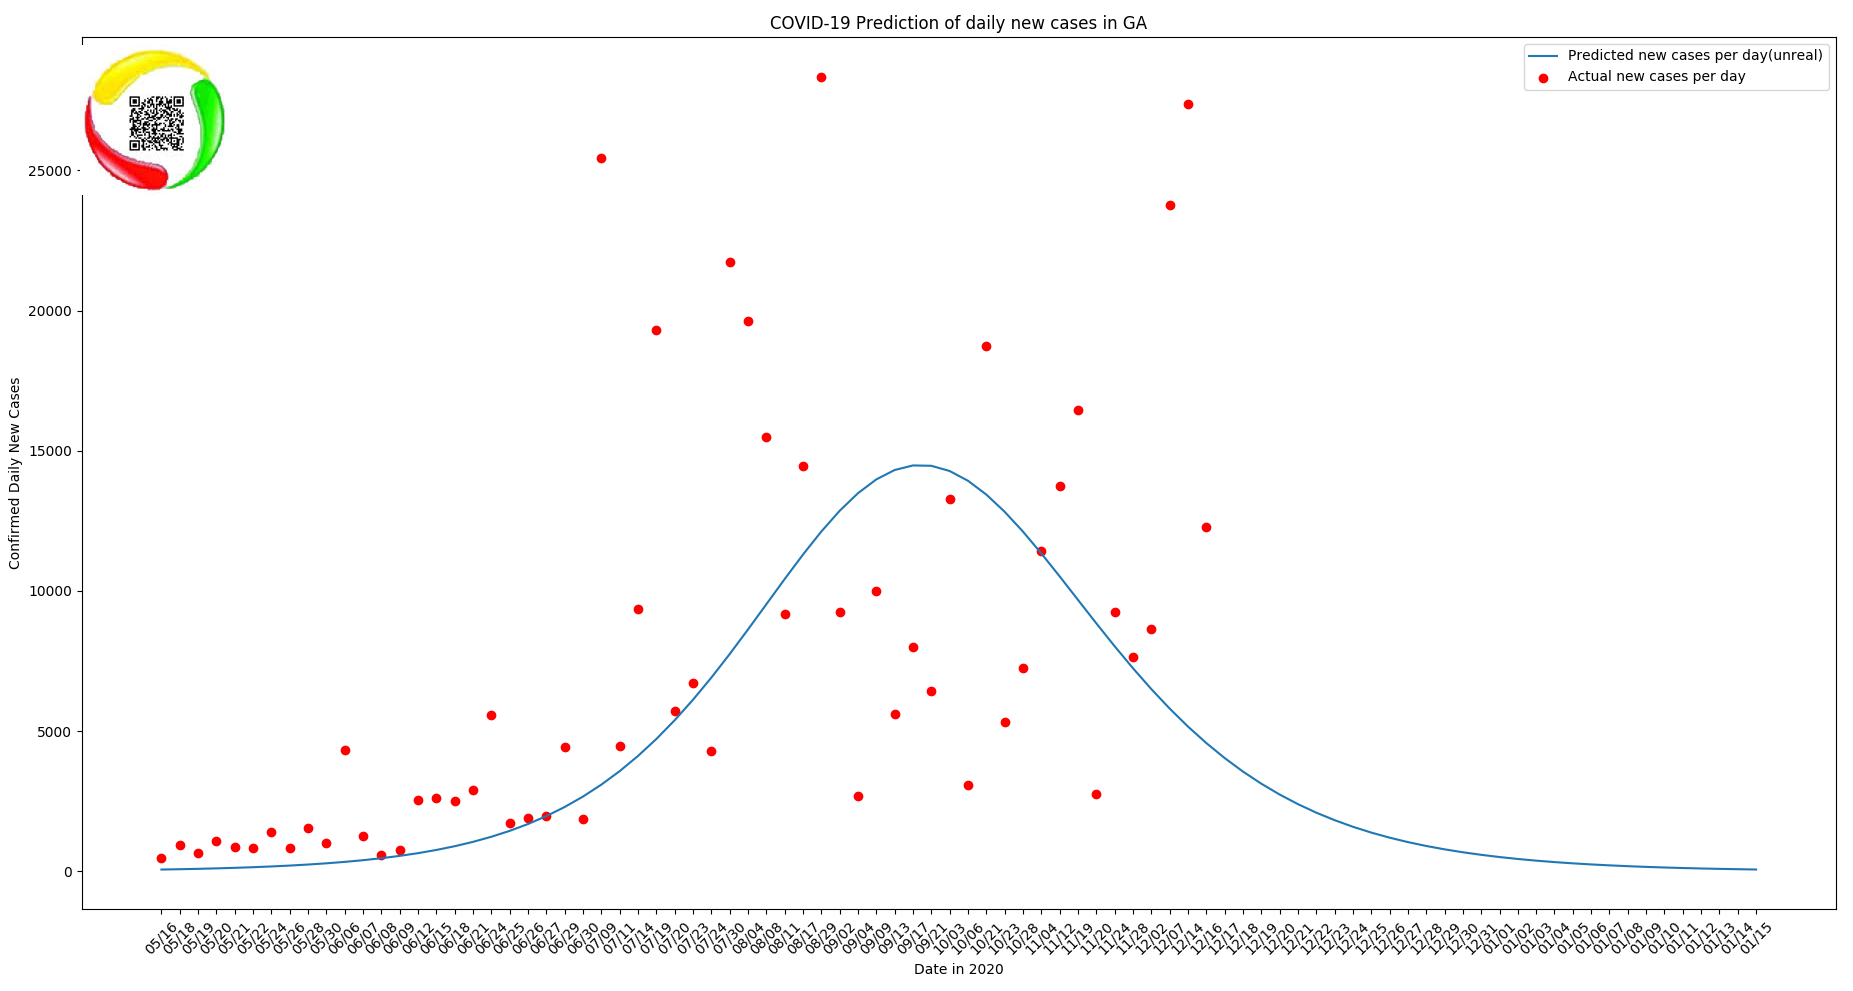 COVID-19 Prediction of daily new cases in GA
Predicted new cases per day(unreal)
Actual new cases per day
Confirmed Daily New Cases
25000
20000
15000
10000
5000
0
05/16 05/18 05/19 05/20 05/21 05/22 05/24 05/26 05/28 05/30 06/06 06/07 06/08 06/09 06/12 06/15 06/18 06/21 06/24 06/25 06/26 06/27 06/29 06/30 07/09 07/11 07/14 07/19 07/20 07/23 07/24 07/30 08/04 08/08 08/11 08/17 08/29 09/02 09/04 09/09 09/13 09/17 09/21 10/03 10/06 10/21 10/23 10/28 11/04 11/12 11/19 11/20 11/24 11/28 12/02 12/07 12/14 12/16 12/17 12/18 12/19 12/20 12/21 12/22 12/23 12/24 12/25 12/26 12/27 12/28 12/29 12/30 12/31 01/01 01/02 01/03 01/04 01/05 01/06 01/07 01/08 01/09 01/10 01/11 01/12 01/13 01/14 01/15
Date in 2020